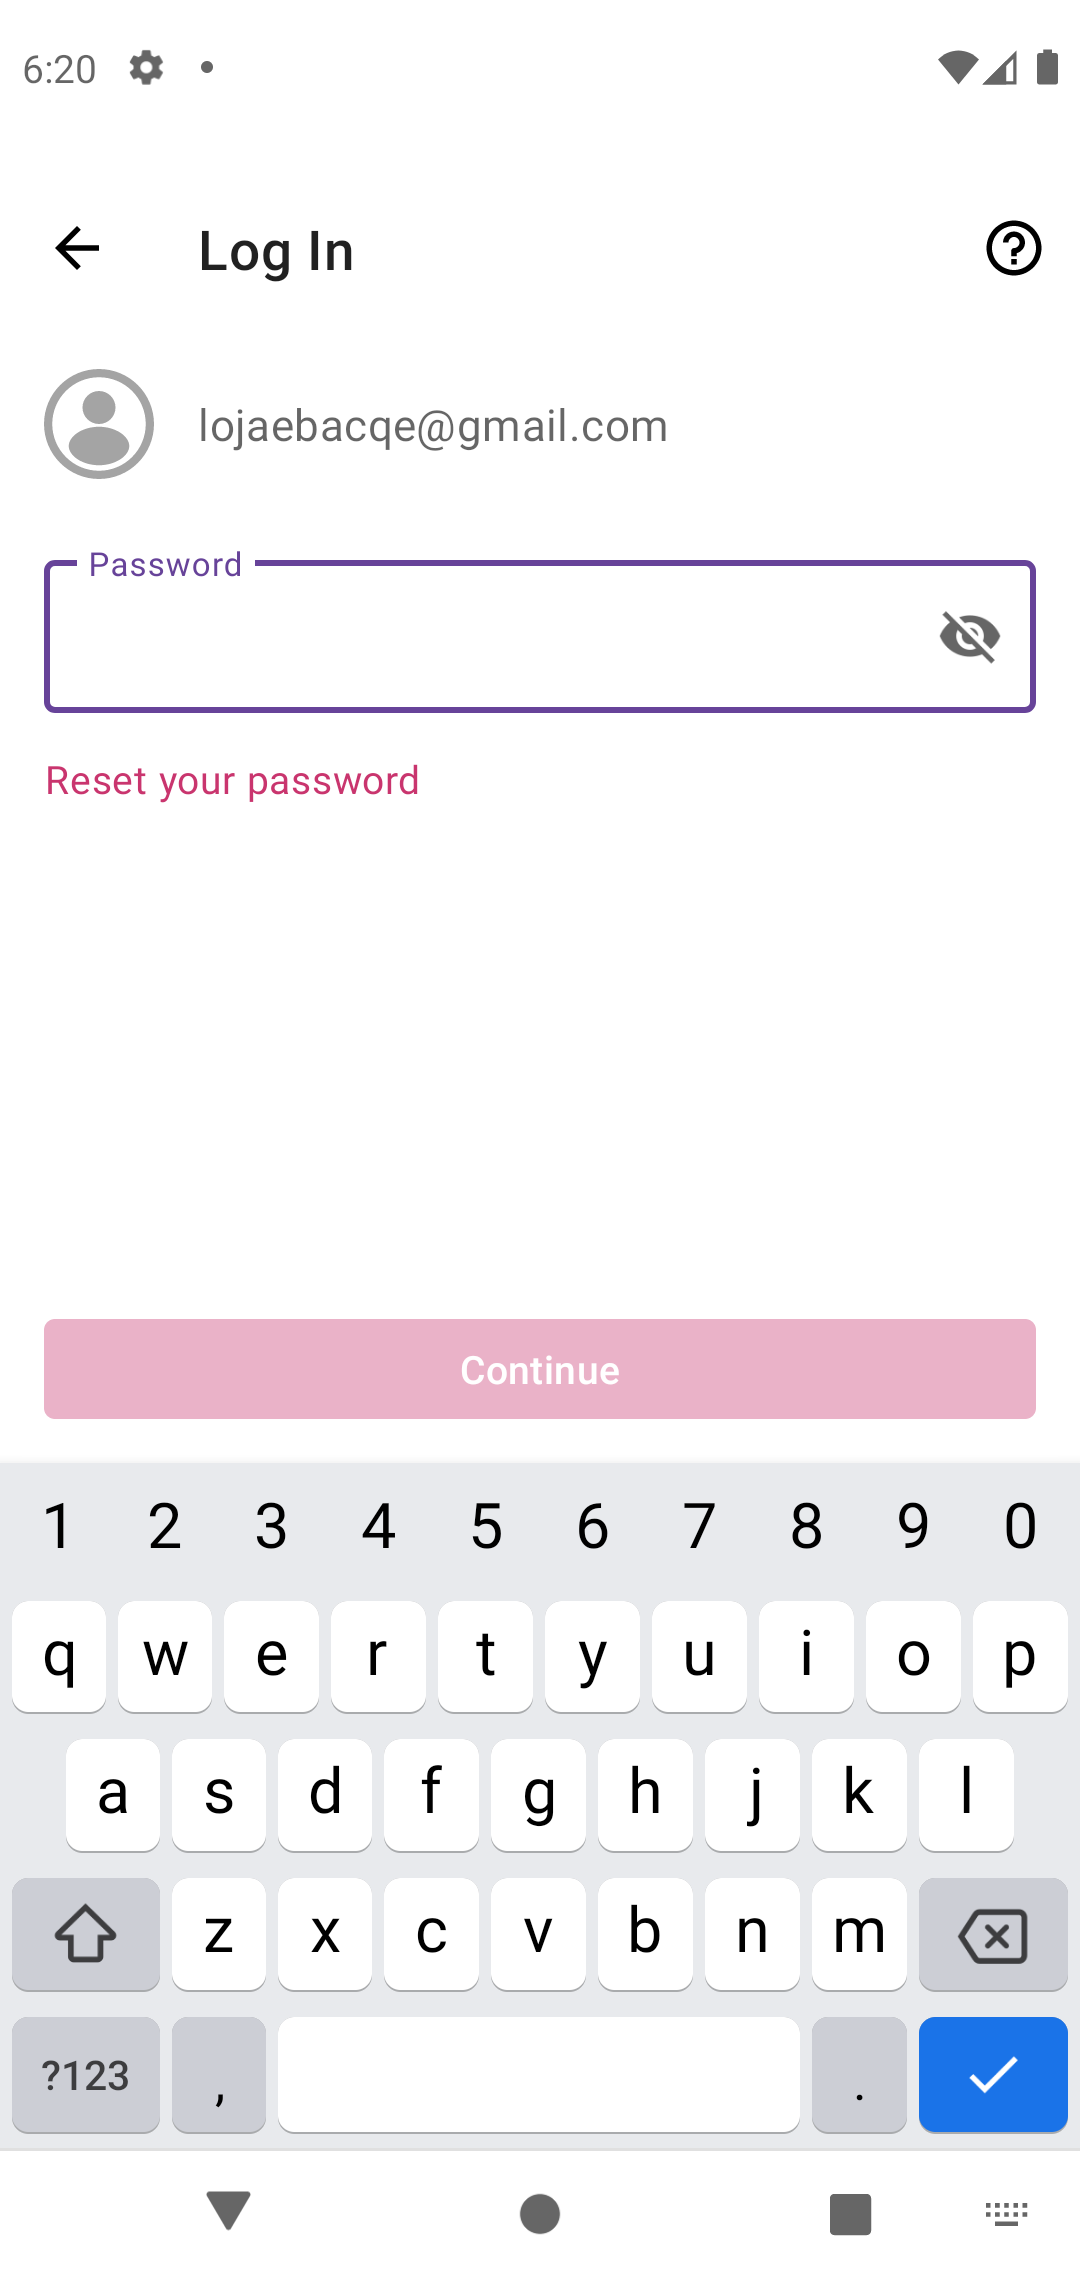 6:20
Log In
lojaebacqe@gmail.com
Password
Reset your password
Continue
1 2 3 4 5 6 7 8 9 0
q w e r t y u i o p
a s d f g h j k l
z x c v b n m
?123 , .